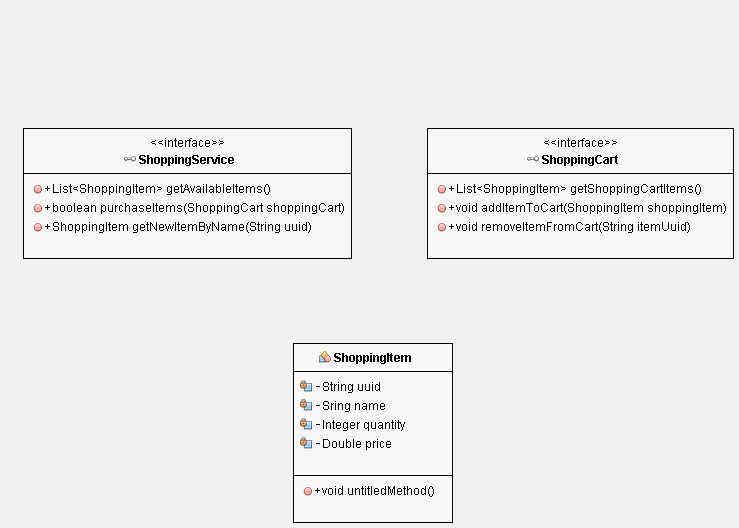 <<interface>>
ShoppingService
+List<ShoppingItem> getAvailableItems()
+boolean purchaseItems(ShoppingCart shoppingCart)
+ShoppingItem getNewItemByName(String uuid)
<<interface>>
ShoppingCart
+List<ShoppingItem> getShoppingCartItems()
+void addItemToCart(ShoppingItem shoppingItem)
+void removeItemFromCart(String itemUuid)
ShoppingItem
-String uuid
-Sring name
-Integer quantity
-Double price
+void untitledMethod()